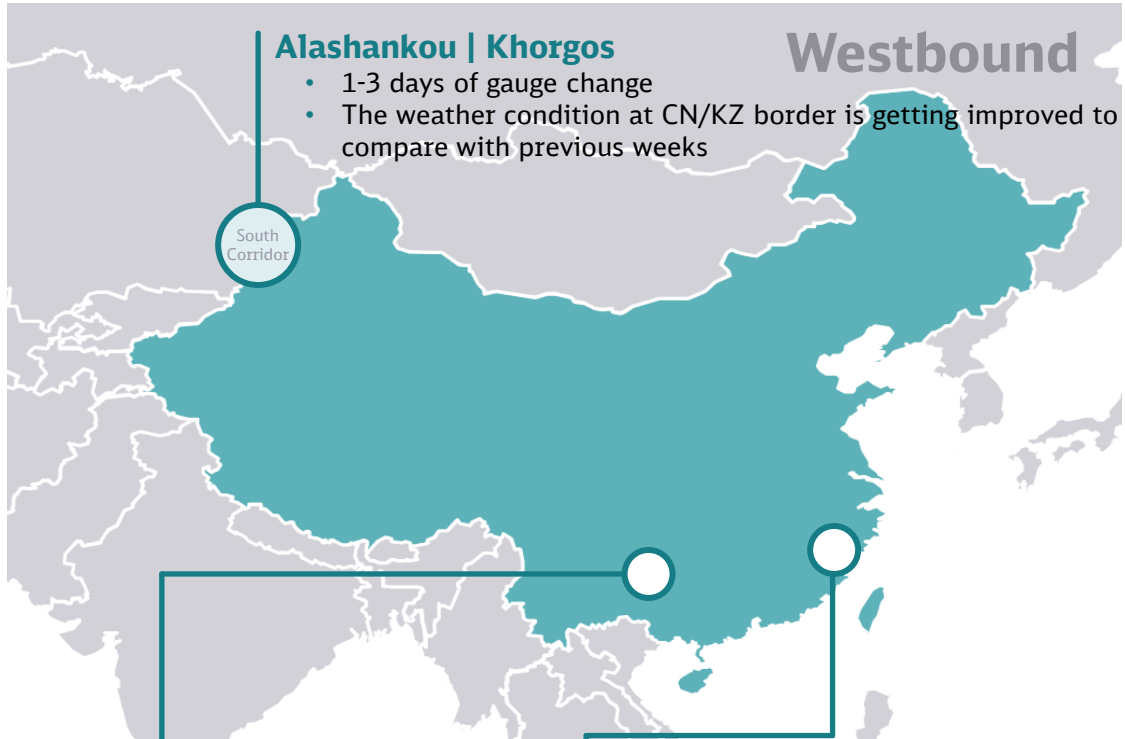 Westbound
Alashankou | Khorgos
• 1-3 days of gauge change
• The weather condition at CN/KZ border is getting improved to
compare with previous weeks
South
Corridor